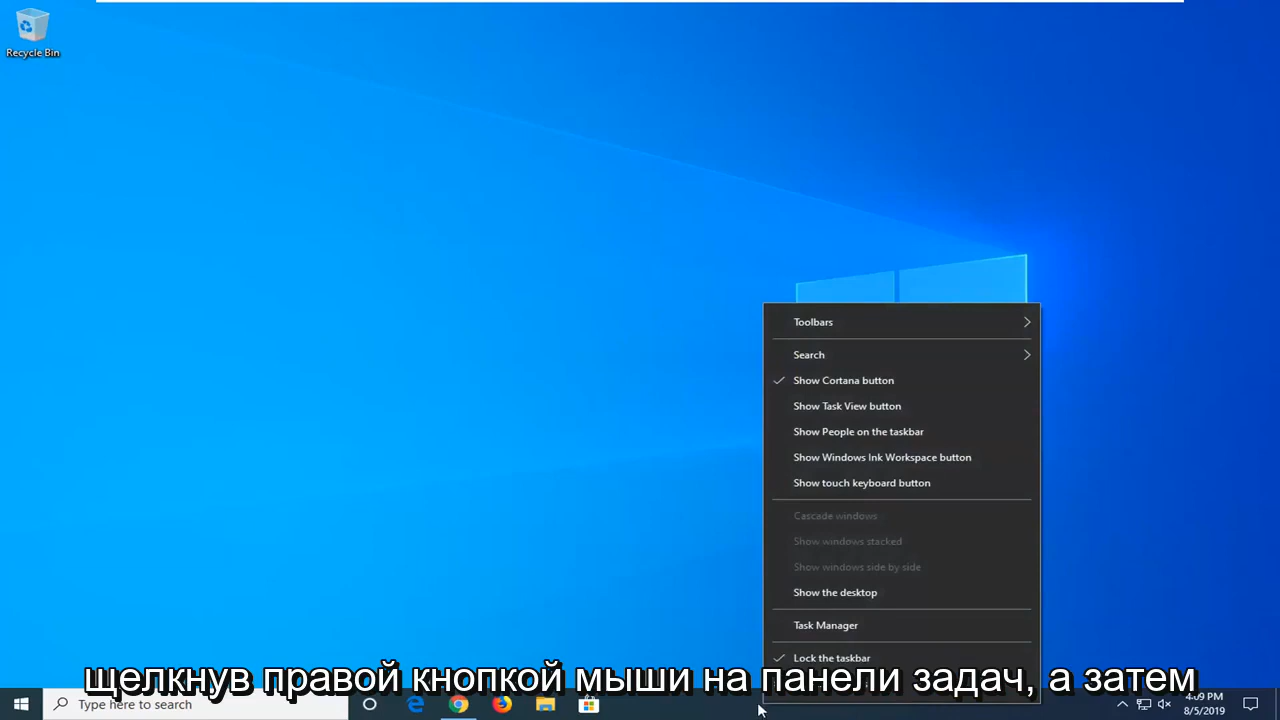 Recycle Bin
Toolbars
Search
Show Cortana button
Show Task View button
Show People on the taskbar
Show Windows Ink Workspace button
Show touch keyboard button
Cascade windows
Show windows stacked
Show windows side by side
Show the desktop
Task Manager
Lock the taskbar
щелкнув правой кнопкой мыши на панели задач, а затем
Type here to search
4:09 PM
8/5/2019